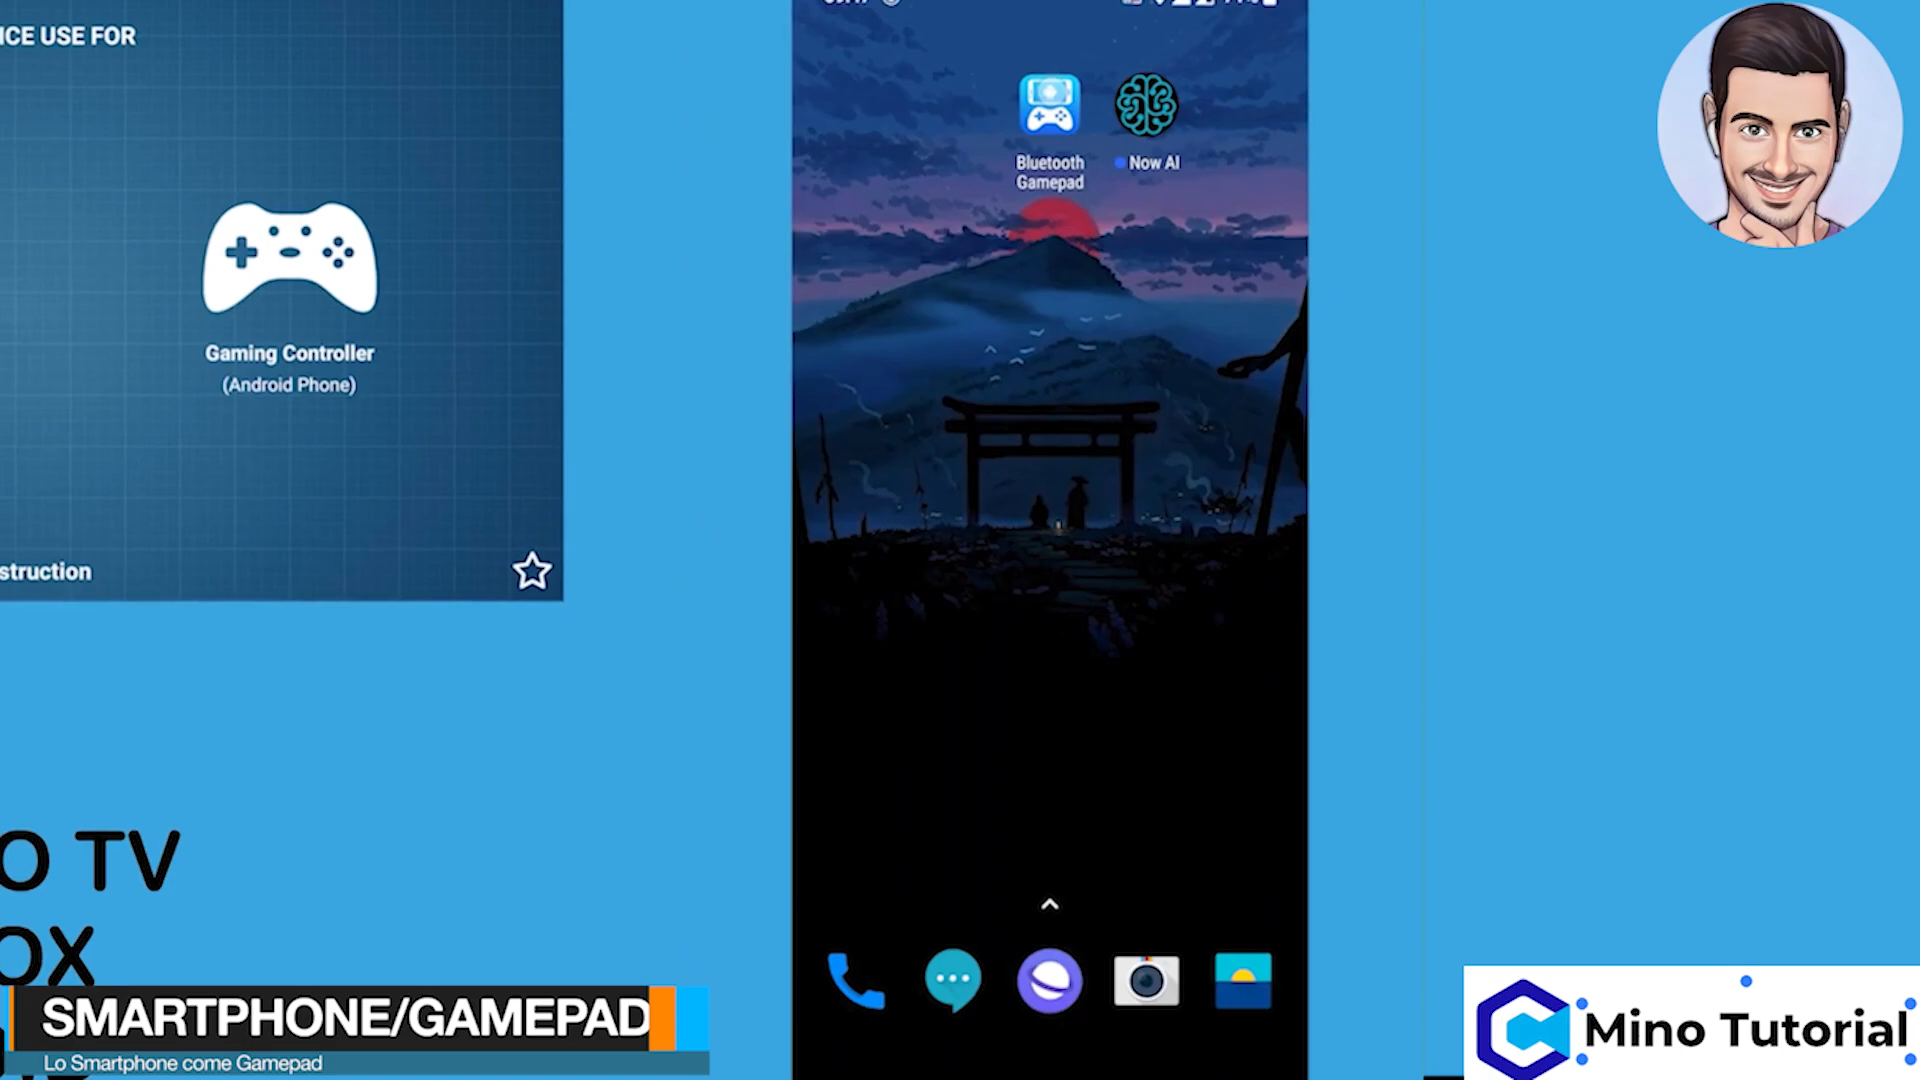 ICE USE FOR
Gaming Controller
(Android Phone)
struction
Bluetooth
Gamepad
Now AI
O TV
OX
SMARTPHONE/GAMEPAD
Lo Smartphone come Gamepad
Mino Tutorial